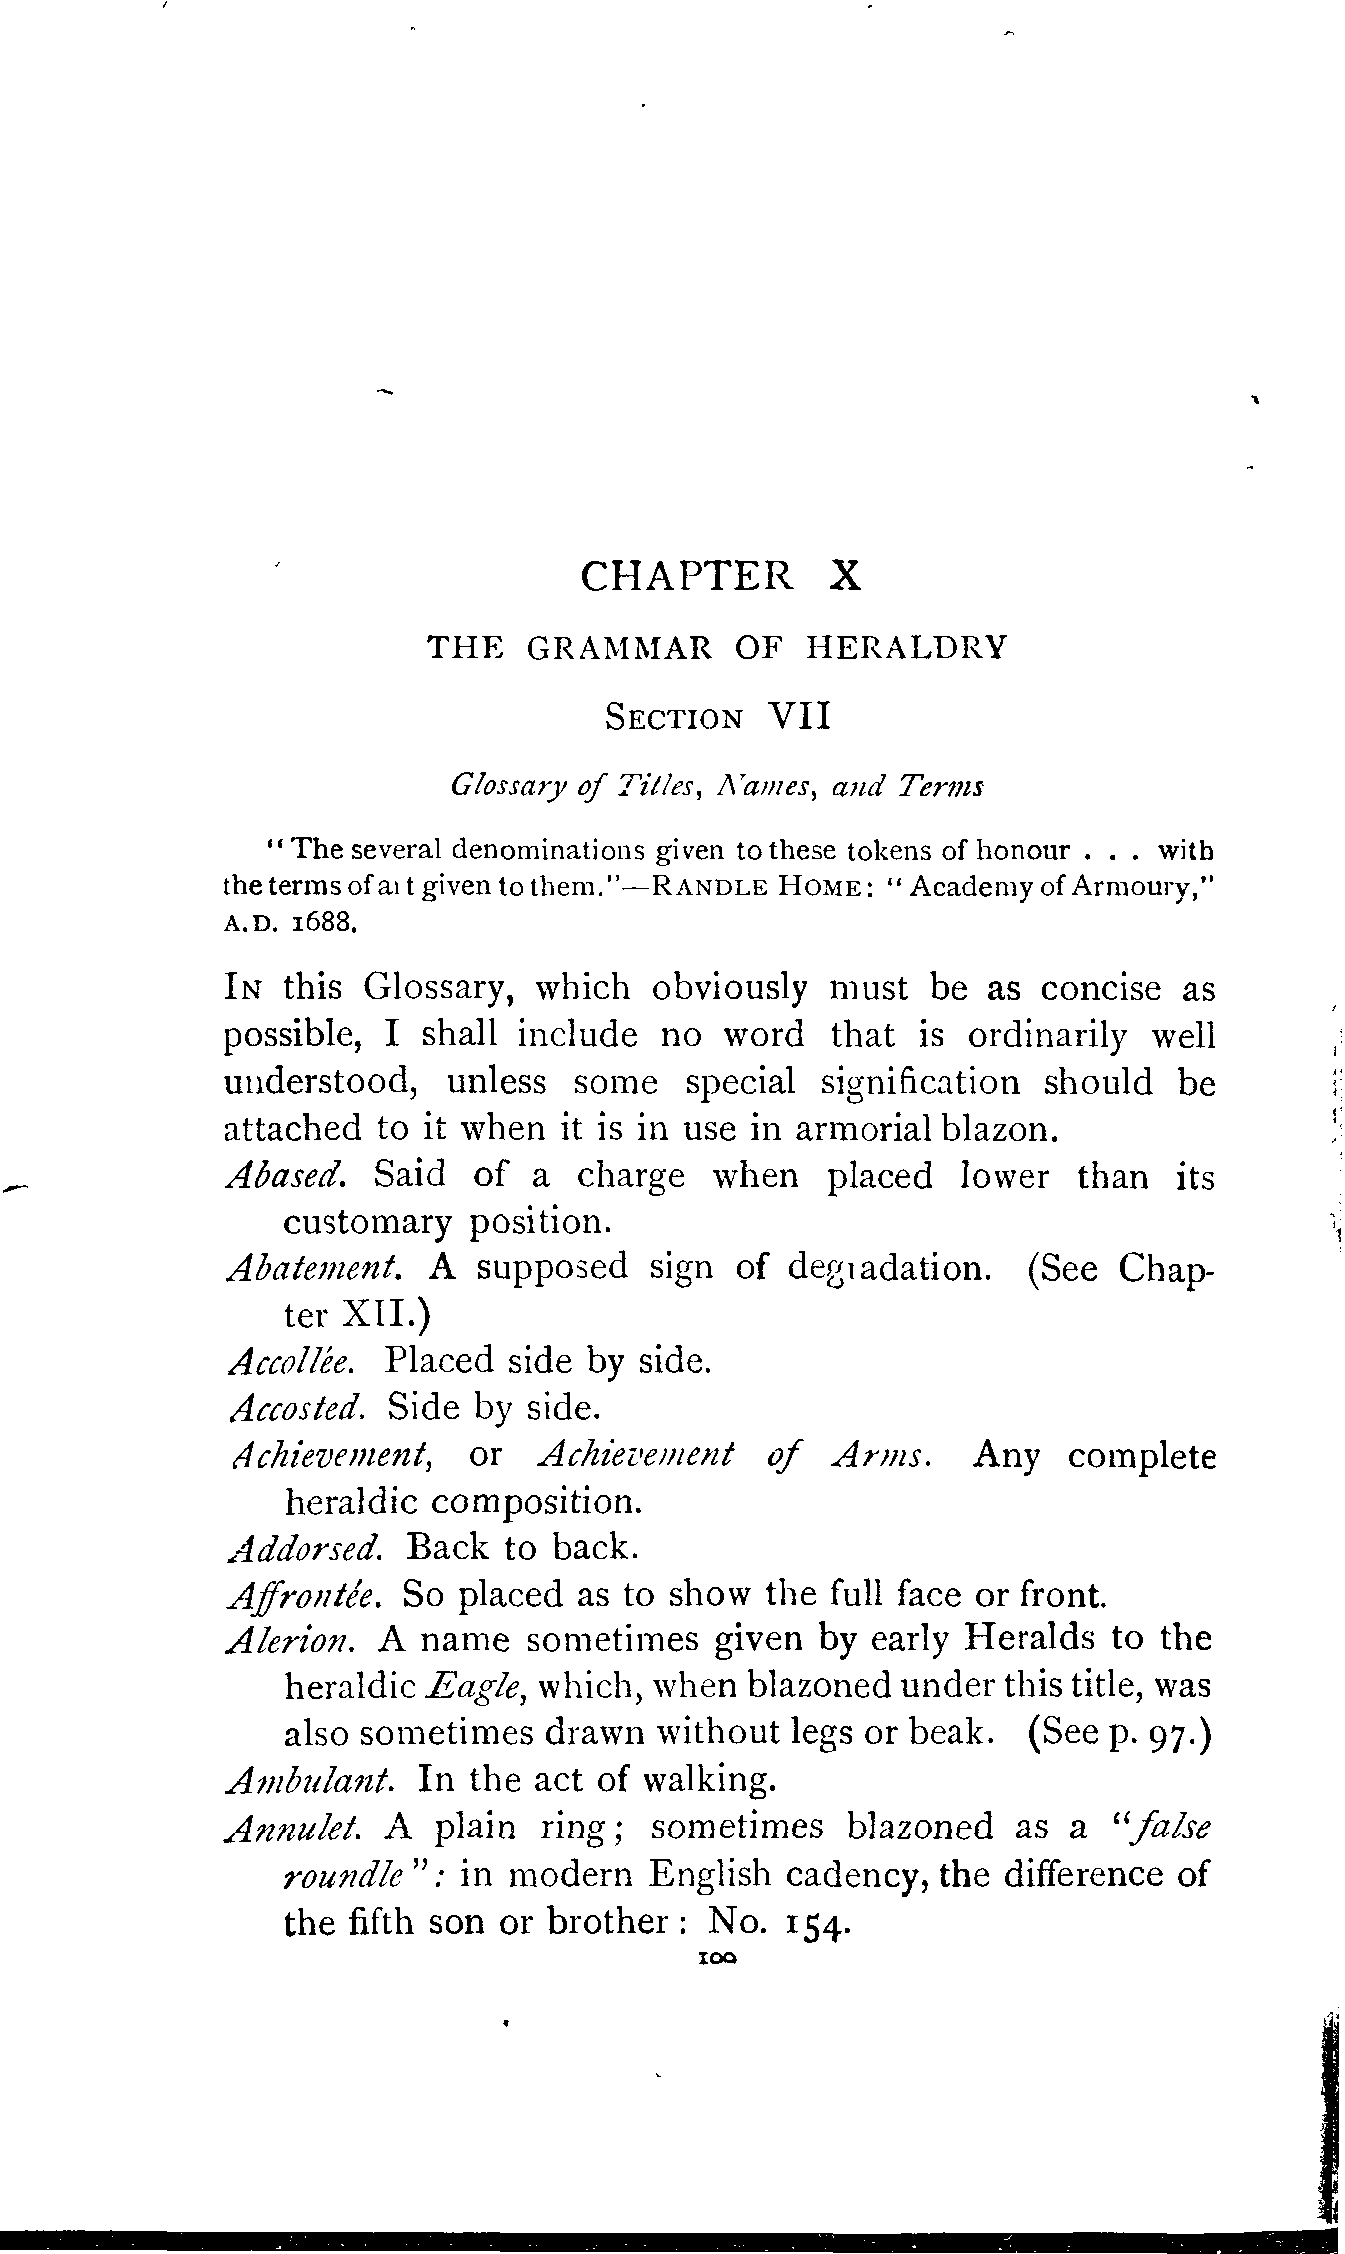 CHAPTER X
THE GRAMMAR OF HERALDRY
SECTION VII
Glossary of Titles, Names, and Terms
"The several denominations given to these tokens of honour . . . with
the terms of art given to them."—RANDLE HOME: "Academy of Armoury,"
A.D. 1688.
IN this Glossary, which obviously must be as concise as
possible, I shall include no word that is ordinarily well
understood, unless some special signification should be
attached to it when it is in use in armorial blazon.
Abased. Said of a charge when placed lower than its
customary position.
Abatement. A supposed sign of degradation. (See Chap-
ter XII.)
Accollée. Placed side by side.
Accosted. Side by side.
Achievement, or Achievement of Arms. Any complete
heraldic composition.
Addorsed. Back to back.
Affrontée. So placed as to show the full face or front.
Alerion. A name sometimes given by early Heralds to the
heraldic Eagle, which, when blazoned under this title, was
also sometimes drawn without legs or beak. (See p. 97.)
Ambulant. In the act of walking.
Annulet. A plain ring; sometimes blazoned as a "false
roundle": in modern English cadency, the difference of
the fifth son or brother: No. 154.
100